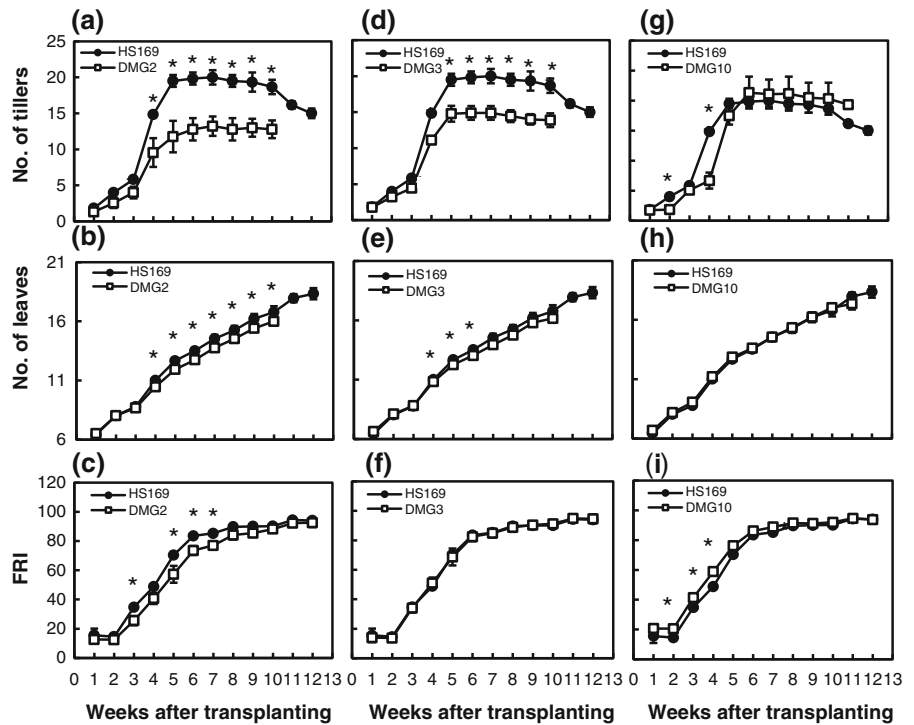 (a) (d) (g)
No. of tillers
25
20
15
10
5
0
HS169
DMG2
* * * * * * *
HS169
DMG3
* * * * * *
HS169
DMG10
* *
(b) (e) (h)
No. of leaves
21
16
11
6
HS169
DMG2
* * * * * * *
HS169
DMG3
* * *
HS169
DMG10
(c) (f) (i)
FRI
120
100
80
60
40
20
0
HS169
DMG2
* * * *
HS169
DMG3
HS169
DMG10
* * *
0 1 2 3 4 5 6 7 8 9 10 11 12 13
0 1 2 3 4 5 6 7 8 9 10 11 12 13
0 1 2 3 4 5 6 7 8 9 10 11 12 13
Weeks after transplanting
Weeks after transplanting
Weeks after transplanting